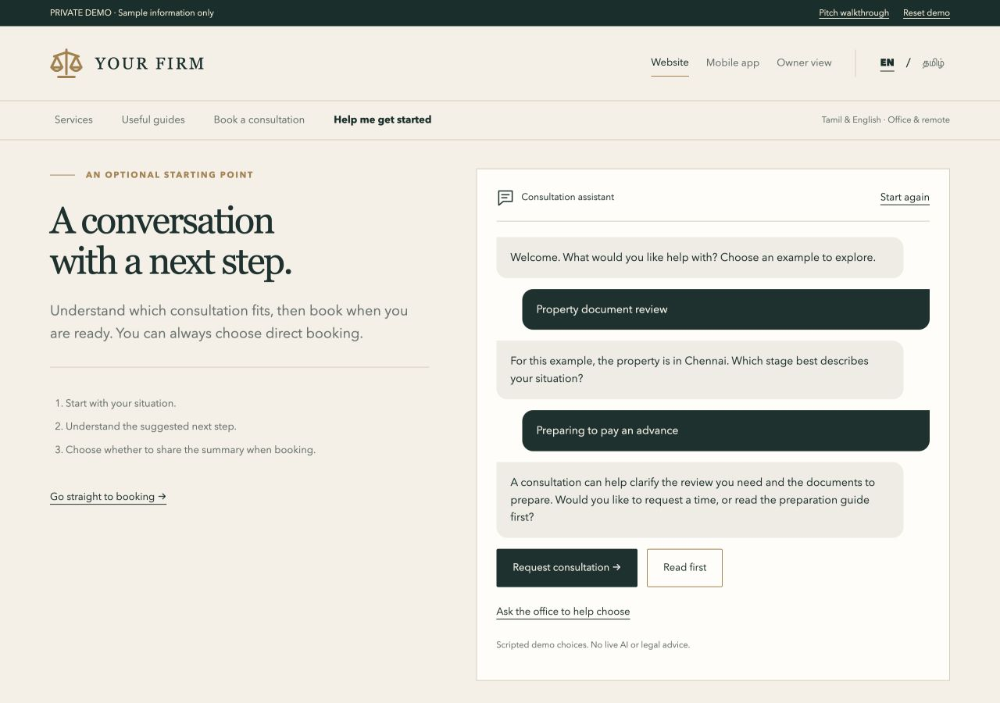 PRIVATE DEMO · Sample information only
Pitch walkthrough
Reset demo
YOUR FIRM
Website
Mobile app
Owner view
EN / தமிழ்
Services
Useful guides
Book a consultation
Help me get started
Tamil & English · Office & remote
AN OPTIONAL STARTING POINT
A conversation
with a next step.
Understand which consultation fits, then book when you
are ready. You can always choose direct booking.
1. Start with your situation.
2. Understand the suggested next step.
3. Choose whether to share the summary when booking.
Go straight to booking →
Consultation assistant
Start again
Welcome. What would you like help with? Choose an example to explore.
Property document review
For this example, the property is in Chennai. Which stage best describes
your situation?
Preparing to pay an advance
A consultation can help clarify the review you need and the documents to
prepare. Would you like to request a time, or read the preparation guide
first?
Request consultation →
Read first
Ask the office to help choose
Scripted demo choices. No live AI or legal advice.